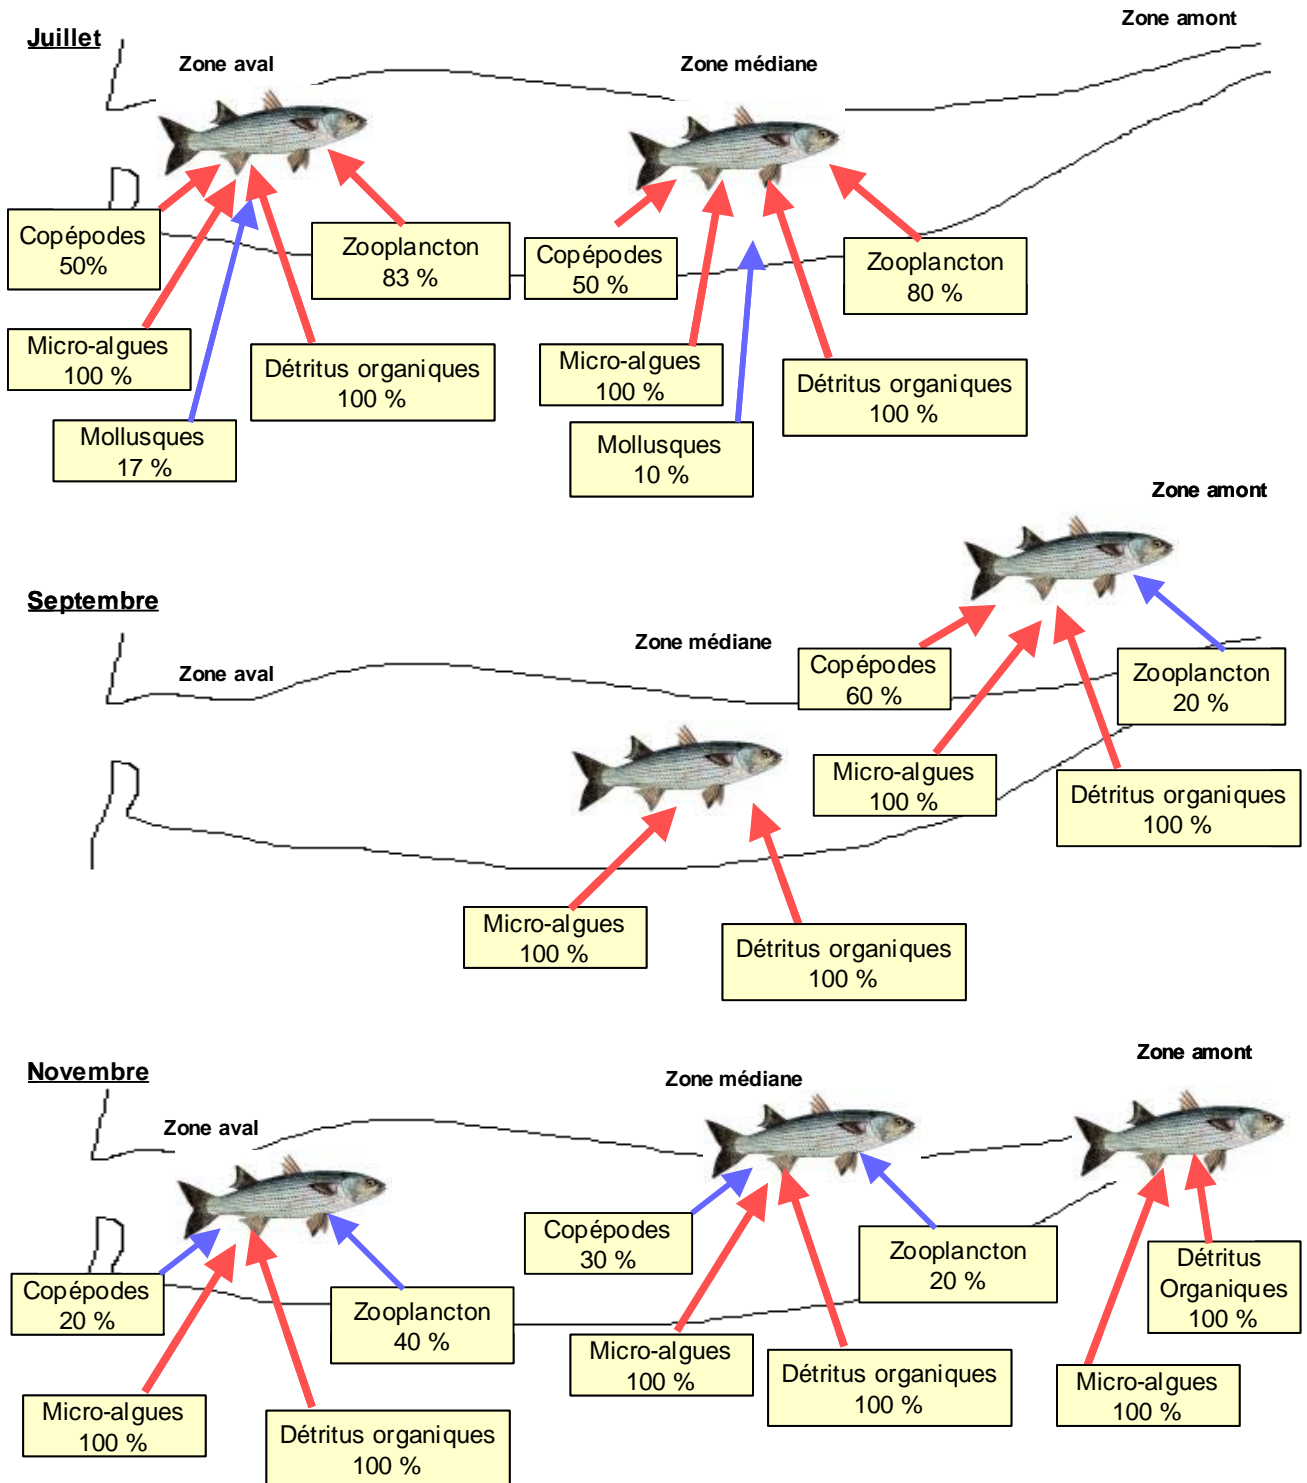 Juillet
Zone aval
Zone médiane
Zone amont
Copépodes
50%
Zooplancton
83 %
Micro-algues
100 %
Détritus organiques
100 %
Mollusques
17 %
Copépodes
50 %
Zooplancton
80 %
Micro-algues
100 %
Détritus organiques
100 %
Mollusques
10 %
Septembre
Zone aval
Zone médiane
Zone amont
Copépodes
60 %
Zooplancton
20 %
Micro-algues
100 %
Détritus organiques
100 %
Micro-algues
100 %
Détritus organiques
100 %
Novembre
Zone aval
Zone médiane
Zone amont
Copépodes
20 %
Zooplancton
40 %
Micro-algues
100 %
Détritus organiques
100 %
Copépodes
30 %
Zooplancton
20 %
Micro-algues
100 %
Détritus organiques
100 %
Détritus
Organiques
100 %
Micro-algues
100 %